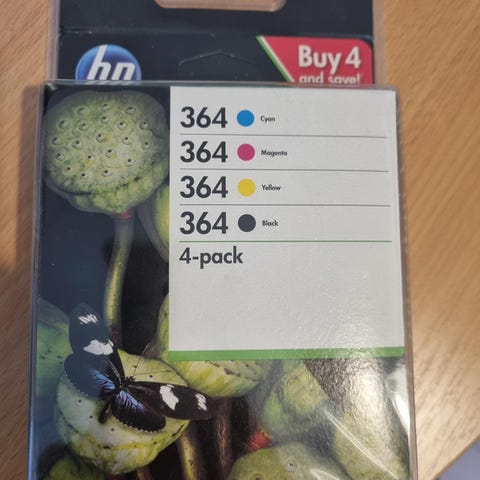 hp
Buy 4
and save!
364 Cyan
364 Magenta
364 Yellow
364 Black
4-pack